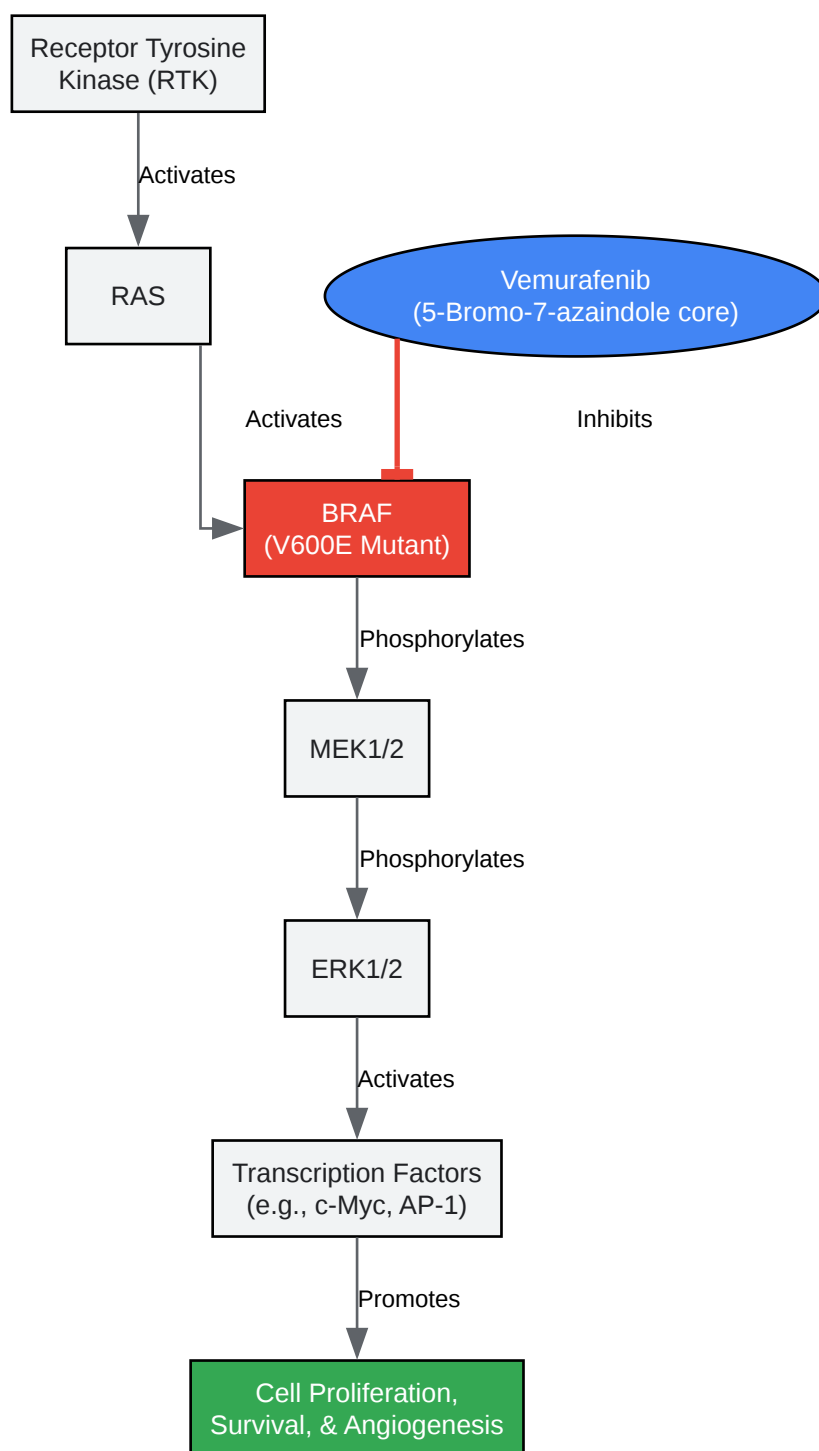 Receptor Tyrosine
Kinase (RTK)
Activates
RAS
Vemurafenib
(5-Bromo-7-azaindole core)
Activates
Inhibits
BRAF
(V600E Mutant)
Phosphorylates
MEK1/2
Phosphorylates
ERK1/2
Activates
Transcription Factors
(e.g., c-Myc, AP-1)
Promotes
Cell Proliferation,
Survival, & Angiogenesis